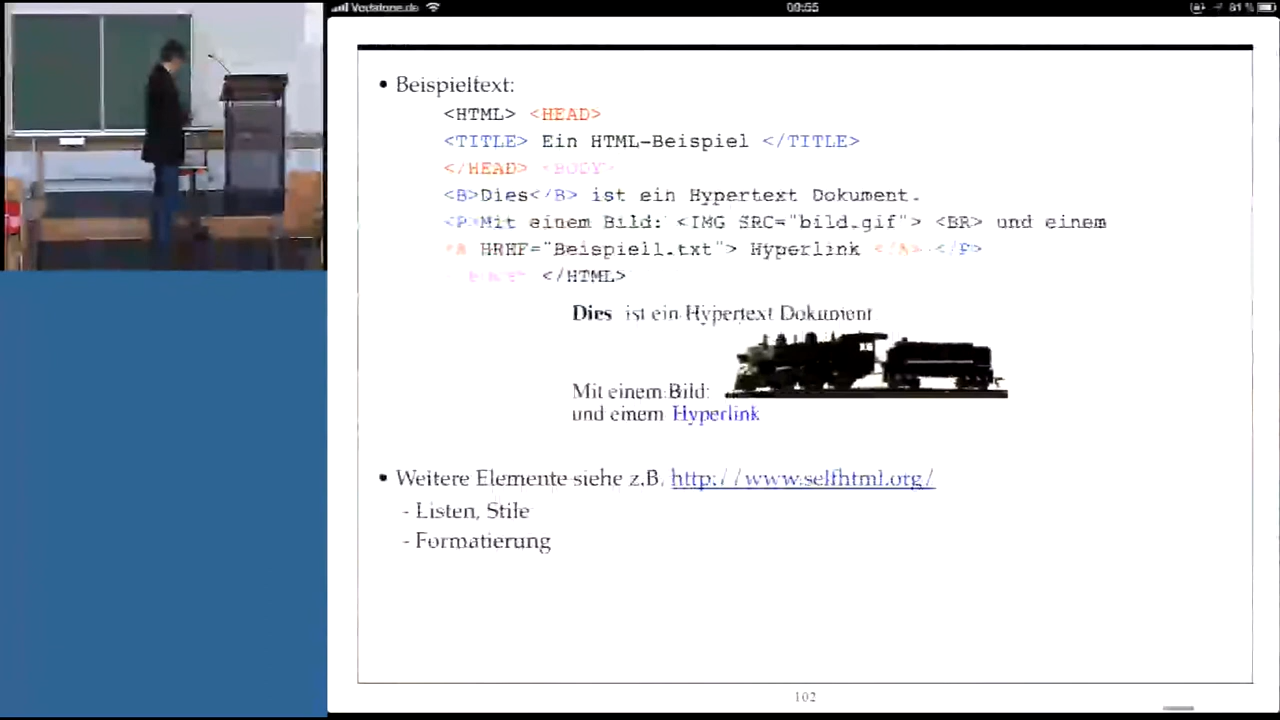 Vodafone.de 09:55 81 %
• Beispieltext:
<HTML> <HEAD>
<TITLE> Ein HTML-Beispiel </TITLE>
</HEAD> <BODY>
<B>Dies</B> ist ein Hypertext Dokument.
<P>Mit einem Bild: <IMG SRC="bild.gif"> <BR> und einem
<A HREF="Beispiel1.txt"> Hyperlink </A> </P>
</HTML>
Dies ist ein Hypertext Dokument
Mit einem Bild:
und einem Hyperlink
• Weitere Elemente siehe z.B. http://www.selfhtml.org/
- Listen, Stile
- Formatierung
102